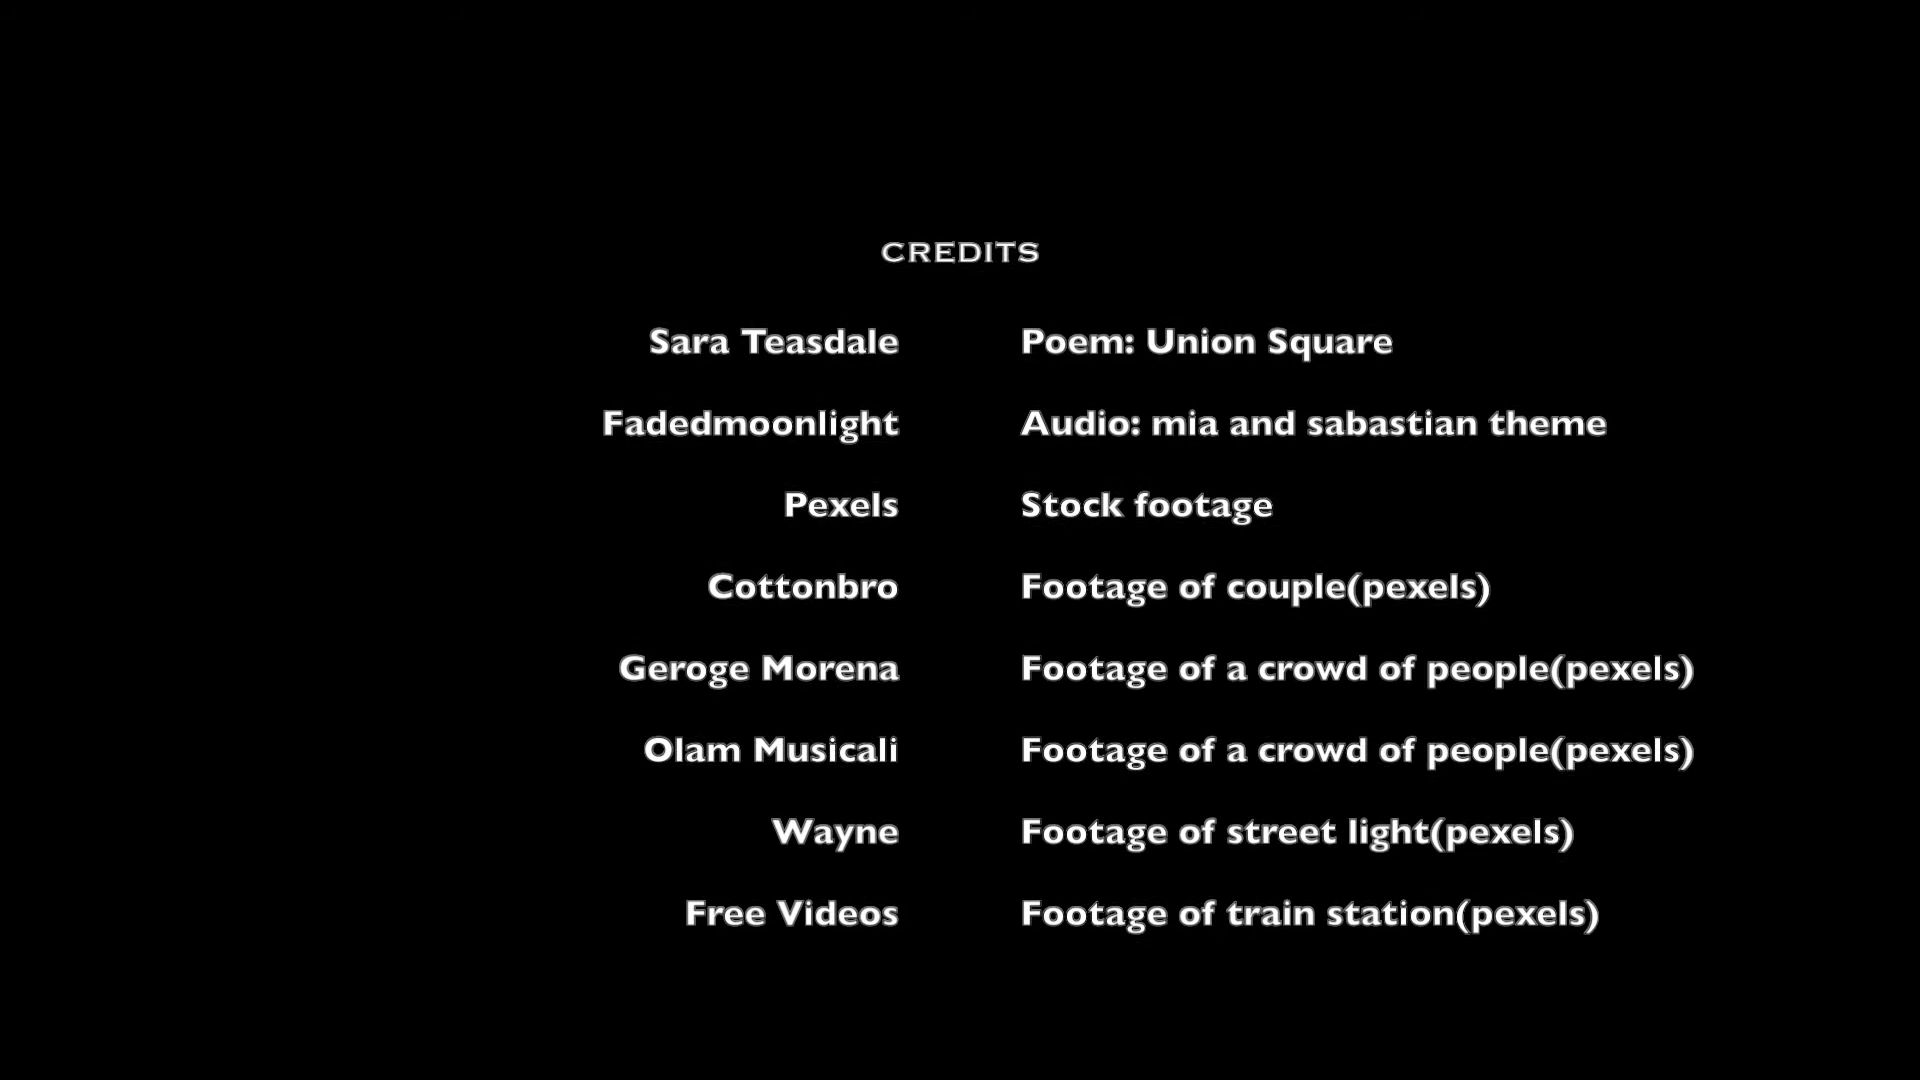 CREDITS
Sara Teasdale Poem: Union Square
Fadedmoonlight Audio: mia and sabastian theme
Pexels Stock footage
Cottonbro Footage of couple(pexels)
Geroge Morena Footage of a crowd of people(pexels)
Olam Musicali Footage of a crowd of people(pexels)
Wayne Footage of street light(pexels)
Free Videos Footage of train station(pexels)